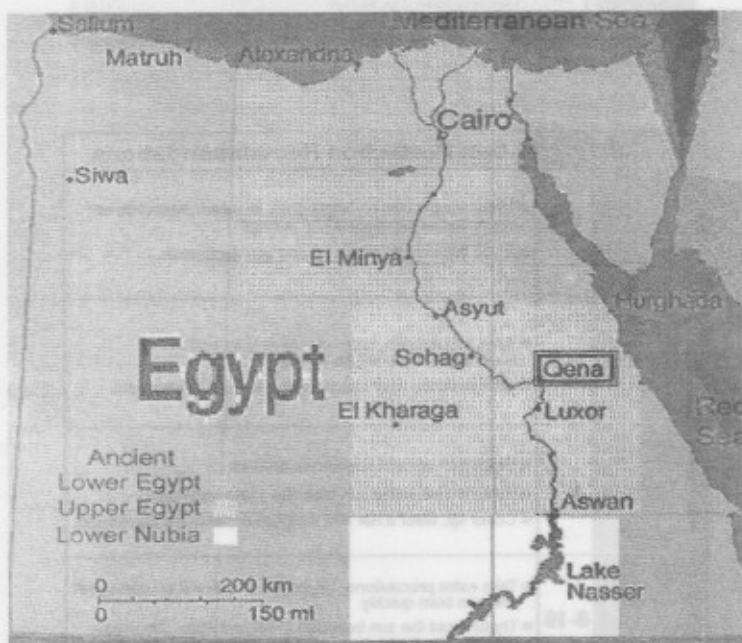 Mediterranean Sea
Sallum
Matruh
Alexandria
Cairo
Siwa
El Minya
Asyut
Hurghada
Sohag
Qena
Egypt
El Kharaga
Luxor
Red
Sea
Ancient
Lower Egypt
Upper Egypt
Lower Nubia
Aswan
Lake
Nasser
0 200 km
0 150 mi